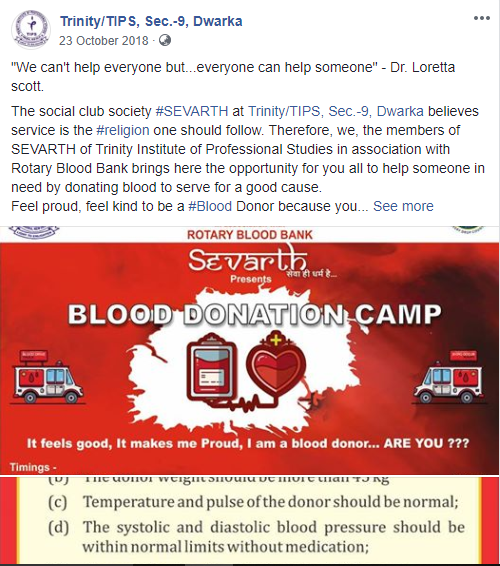 Trinity/TIPS, Sec.-9, Dwarka
23 October 2018 ·
"We can't help everyone but...everyone can help someone" - Dr. Loretta
scott.
The social club society #SEVARTH at Trinity/TIPS, Sec.-9, Dwarka believes
service is the #religion one should follow. Therefore, we, the members of
SEVARTH of Trinity Institute of Professional Studies in association with
Rotary Blood Bank brings here the opportunity for you all to help someone in
need by donating blood to serve for a good cause.
Feel proud, feel kind to be a #Blood Donor because you... See more
ROTARY BLOOD BANK
Sevarth
सेवा ही धर्म है...
Presents
BLOOD DONATION CAMP
It feels good, It makes me Proud, I am a blood donor... ARE YOU ???
Timings -
(b) The donor weight should be more than 45 kg
(c) Temperature and pulse of the donor should be normal;
(d) The systolic and diastolic blood pressure should be
within normal limits without medication;